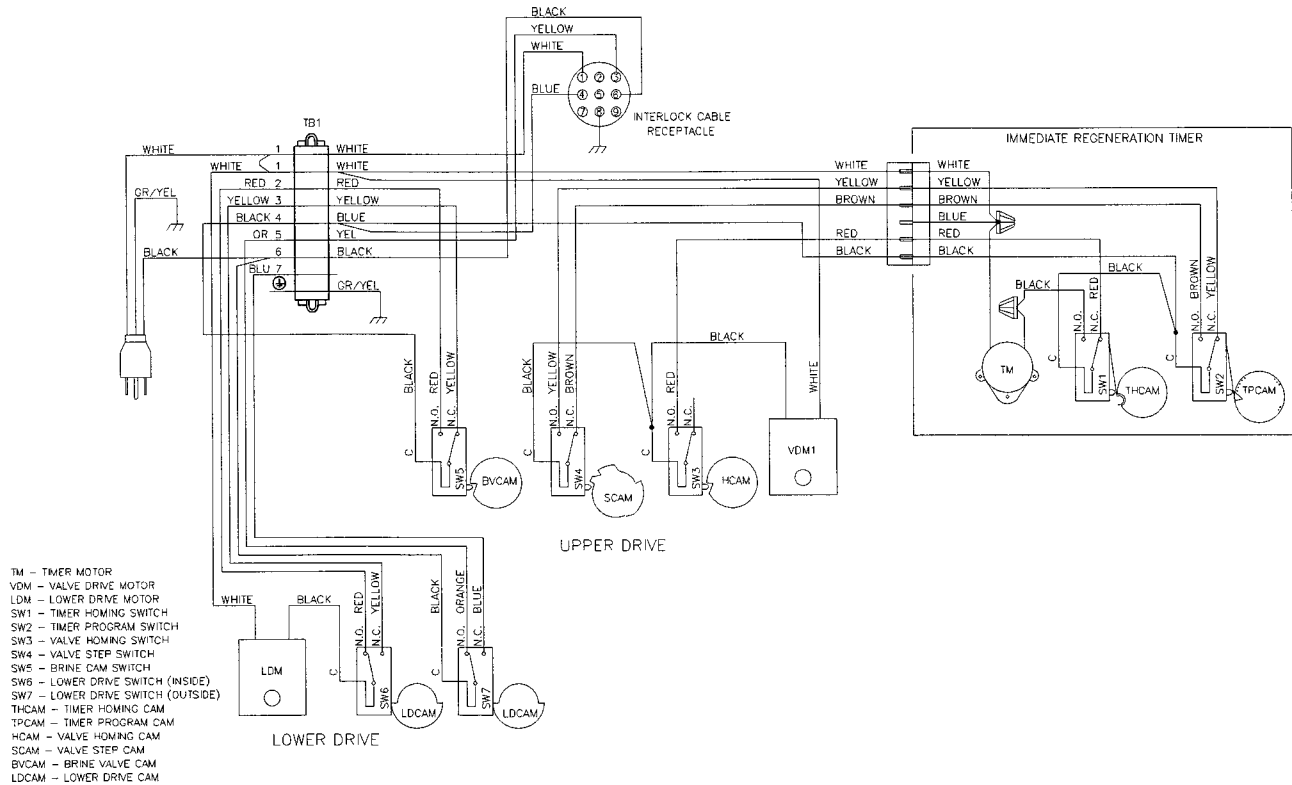 BLACK
YELLOW
WHITE
BLUE
1 2 3
4 5 6
7 8 9
INTERLOCK CABLE
RECEPTACLE
TB1
IMMEDIATE REGENERATION TIMER
WHITE 1 WHITE
WHITE 1 WHITE
RED 2 RED
YELLOW 3 YELLOW
BLACK 4 BLUE
OR 5 YEL
BLACK 6 BLACK
BLU 7
GR/YEL
GR/YEL
WHITE WHITE
YELLOW YELLOW
BROWN BROWN
BLUE
RED RED
BLACK BLACK
BLACK
BLACK
N.O.
N.C. RED
C
SW1
THCAM
TM
N.O. BROWN
N.C. YELLOW
C
SW2
TPCAM
BLACK
N.O. RED
N.C. YELLOW
C
SW5
BVCAM
BLACK
N.O. YELLOW
N.C. BROWN
C
SW4
SCAM
BLACK
N.O. RED
N.C.
C
SW3
HCAM
WHITE
VDM1
UPPER DRIVE
WHITE
BLACK
LDM
N.O. RED
N.C. YELLOW
C
SW6
LDCAM
BLACK
N.O. ORANGE
N.C. BLUE
C
SW7
LDCAM
LOWER DRIVE
TM – TIMER MOTOR
VDM – VALVE DRIVE MOTOR
LDM – LOWER DRIVE MOTOR
SW1 – TIMER HOMING SWITCH
SW2 – TIMER PROGRAM SWITCH
SW3 – VALVE HOMING SWITCH
SW4 – VALVE STEP SWITCH
SW5 – BRINE CAM SWITCH
SW6 – LOWER DRIVE SWITCH (INSIDE)
SW7 – LOWER DRIVE SWITCH (OUTSIDE)
THCAM – TIMER HOMING CAM
TPCAM – TIMER PROGRAM CAM
HCAM – VALVE HOMING CAM
SCAM – VALVE STEP CAM
BVCAM – BRINE VALVE CAM
LDCAM – LOWER DRIVE CAM